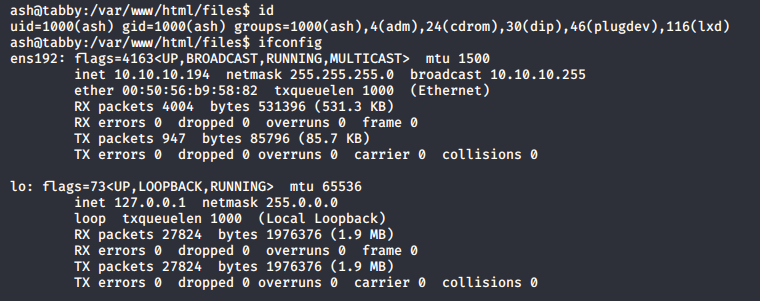 ash@tabby:/var/www/html/files$ id
uid=1000(ash) gid=1000(ash) groups=1000(ash),4(adm),24(cdrom),30(dip),46(plugdev),116(lxd)
ash@tabby:/var/www/html/files$ ifconfig
ens192: flags=4163<UP,BROADCAST,RUNNING,MULTICAST>  mtu 1500
        inet 10.10.10.194  netmask 255.255.255.0  broadcast 10.10.10.255
        ether 00:50:56:b9:58:82  txqueuelen 1000  (Ethernet)
        RX packets 4004  bytes 531396 (531.3 KB)
        RX errors 0  dropped 0  overruns 0  frame 0
        TX packets 947  bytes 85796 (85.7 KB)
        TX errors 0  dropped 0 overruns 0  carrier 0  collisions 0

lo: flags=73<UP,LOOPBACK,RUNNING>  mtu 65536
        inet 127.0.0.1  netmask 255.0.0.0
        loop  txqueuelen 1000  (Local Loopback)
        RX packets 27824  bytes 1976376 (1.9 MB)
        RX errors 0  dropped 0  overruns 0  frame 0
        TX packets 27824  bytes 1976376 (1.9 MB)
        TX errors 0  dropped 0 overruns 0  carrier 0  collisions 0